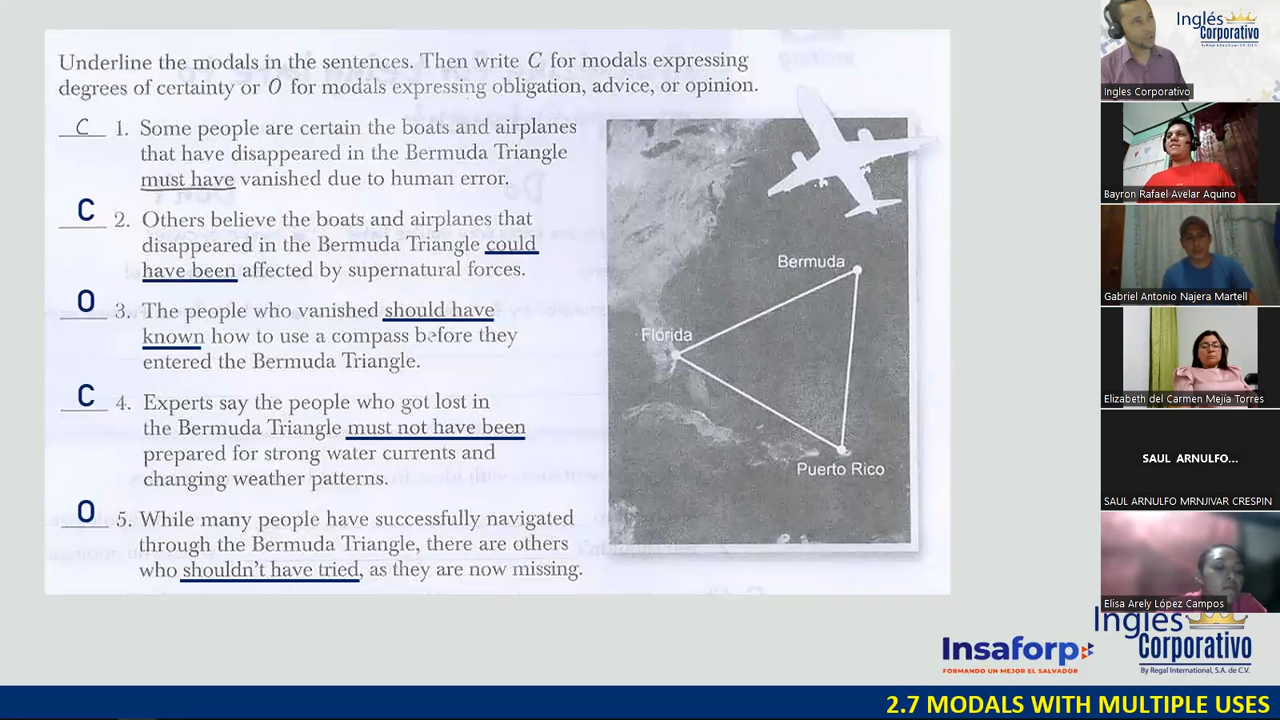 Underline the modals in the sentences. Then write C for modals expressing
degrees of certainty or O for modals expressing obligation, advice, or opinion.
C 1. Some people are certain the boats and airplanes
that have disappeared in the Bermuda Triangle
must have vanished due to human error.
C 2. Others believe the boats and airplanes that
disappeared in the Bermuda Triangle could
have been affected by supernatural forces.
O 3. The people who vanished should have
known how to use a compass before they
entered the Bermuda Triangle.
C 4. Experts say the people who got lost in
the Bermuda Triangle must not have been
prepared for strong water currents and
changing weather patterns.
O 5. While many people have successfully navigated
through the Bermuda Triangle, there are others
who shouldn't have tried, as they are now missing.
Bermuda
Florida
Puerto Rico
Inglés
Corporativo
By Regal International, S.A. de C.V.
Ingles Corporativo
Bayron Rafael Avelar Aquino
Gabriel Antonio Najera Martell
Elizabeth del Carmen Mejía Torres
SAUL ARNULFO...
SAUL ARNULFO MRNJIVAR CRESPIN
Elisa Arely López Campos
Insaforp
FORMANDO UN MEJOR EL SALVADOR
Inglés
Corporativo
By Regal International, S.A. de C.V.
2.7 MODALS WITH MULTIPLE USES